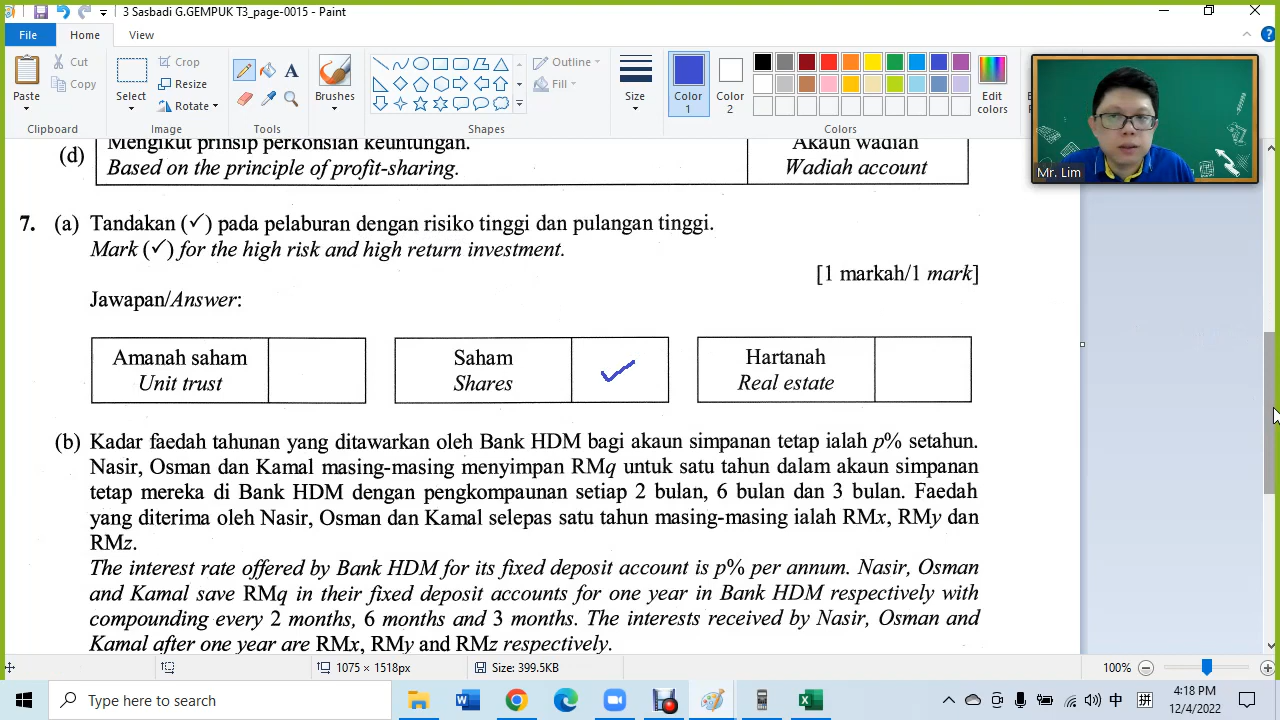 3 Sasbadi G.GEMPUK T3_page-0015 - Paint
File Home View
Paste Cut Copy Clipboard
Select Crop Resize Rotate Image
A Tools
Brushes
Outline Fill Shapes
Size
Color 1 Color 2 Edit colors Colors
Mr. Lim
(d) Mengikut prinsip perkongsian keuntungan. Akaun wadiah
Based on the principle of profit-sharing. Wadiah account
7. (a) Tandakan (✓) pada pelaburan dengan risiko tinggi dan pulangan tinggi.
Mark (✓) for the high risk and high return investment.
[1 markah/1 mark]
Jawapan/Answer:
Amanah saham Saham Hartanah
Unit trust Shares Real estate
(b) Kadar faedah tahunan yang ditawarkan oleh Bank HDM bagi akaun simpanan tetap ialah p% setahun.
Nasir, Osman dan Kamal masing-masing menyimpan RMq untuk satu tahun dalam akaun simpanan
tetap mereka di Bank HDM dengan pengkompaunan setiap 2 bulan, 6 bulan dan 3 bulan. Faedah
yang diterima oleh Nasir, Osman dan Kamal selepas satu tahun masing-masing ialah RMx, RMy dan
RMz.
The interest rate offered by Bank HDM for its fixed deposit account is p% per annum. Nasir, Osman
and Kamal save RMq in their fixed deposit accounts for one year in Bank HDM respectively with
compounding every 2 months, 6 months and 3 months. The interests received by Nasir, Osman and
Kamal after one year are RMx, RMy and RMz respectively.
1075 × 1518px Size: 399.5KB 100%
Type here to search
中 拼 4:18 PM
12/4/2022